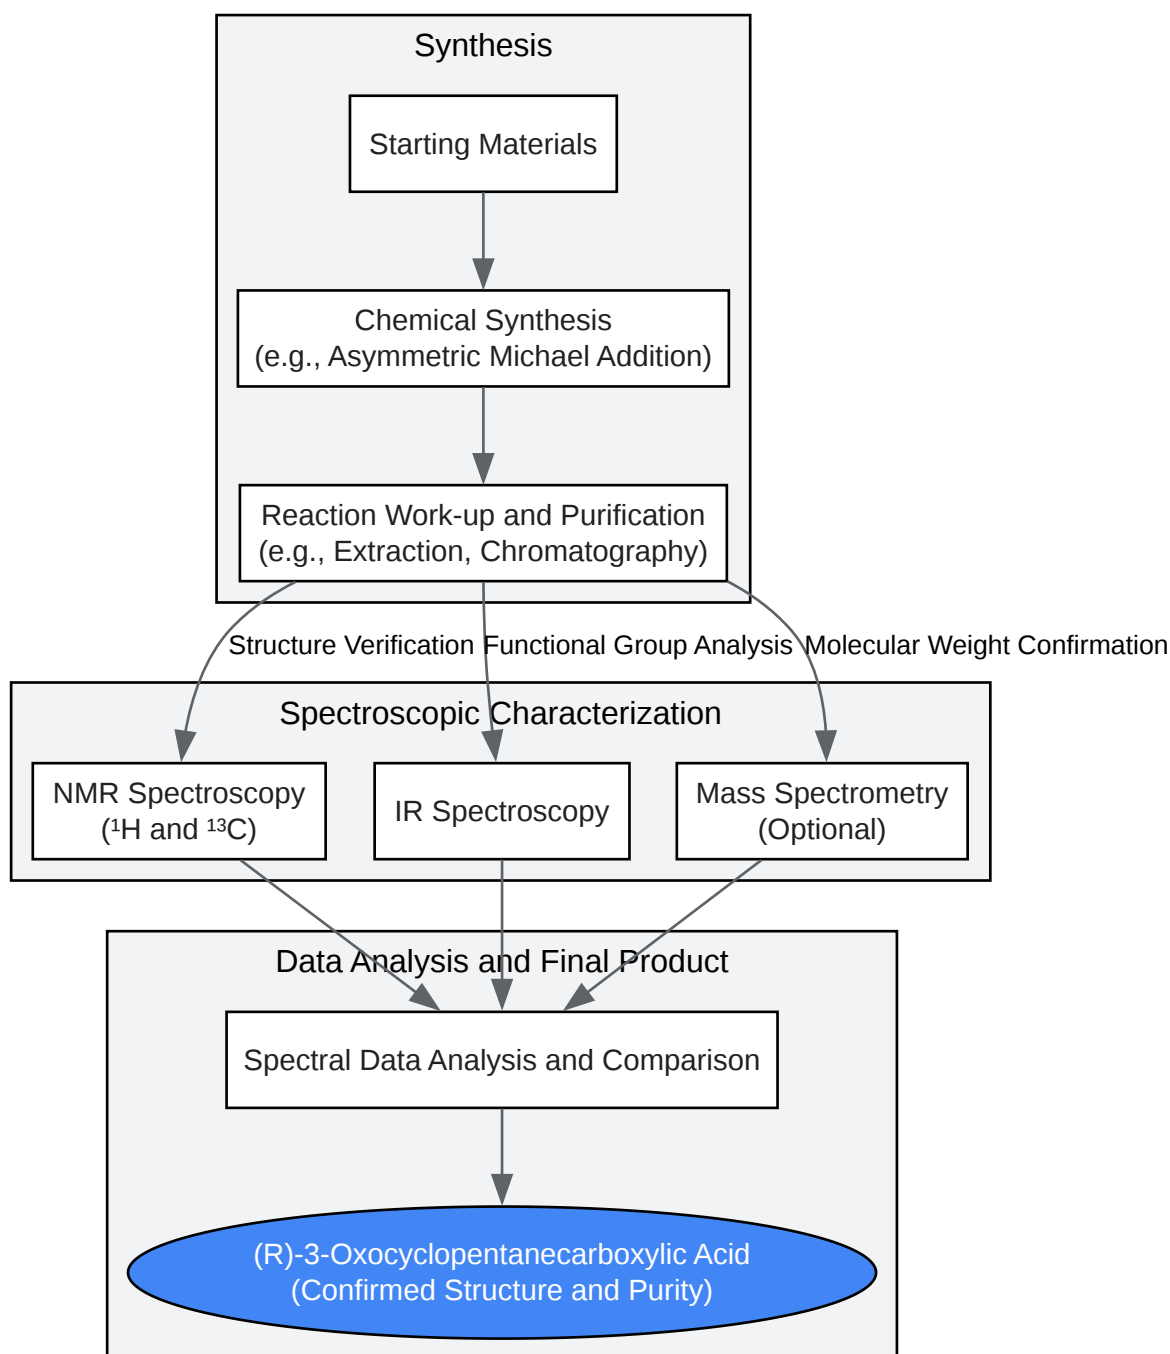 Synthesis
Starting Materials
Chemical Synthesis
(e.g., Asymmetric Michael Addition)
Reaction Work-up and Purification
(e.g., Extraction, Chromatography)
Structure Verification
Functional Group Analysis
Molecular Weight Confirmation
Spectroscopic Characterization
NMR Spectroscopy
(¹H and ¹³C)
IR Spectroscopy
Mass Spectrometry
(Optional)
Data Analysis and Final Product
Spectral Data Analysis and Comparison
(R)-3-Oxocyclopentanecarboxylic Acid
(Confirmed Structure and Purity)